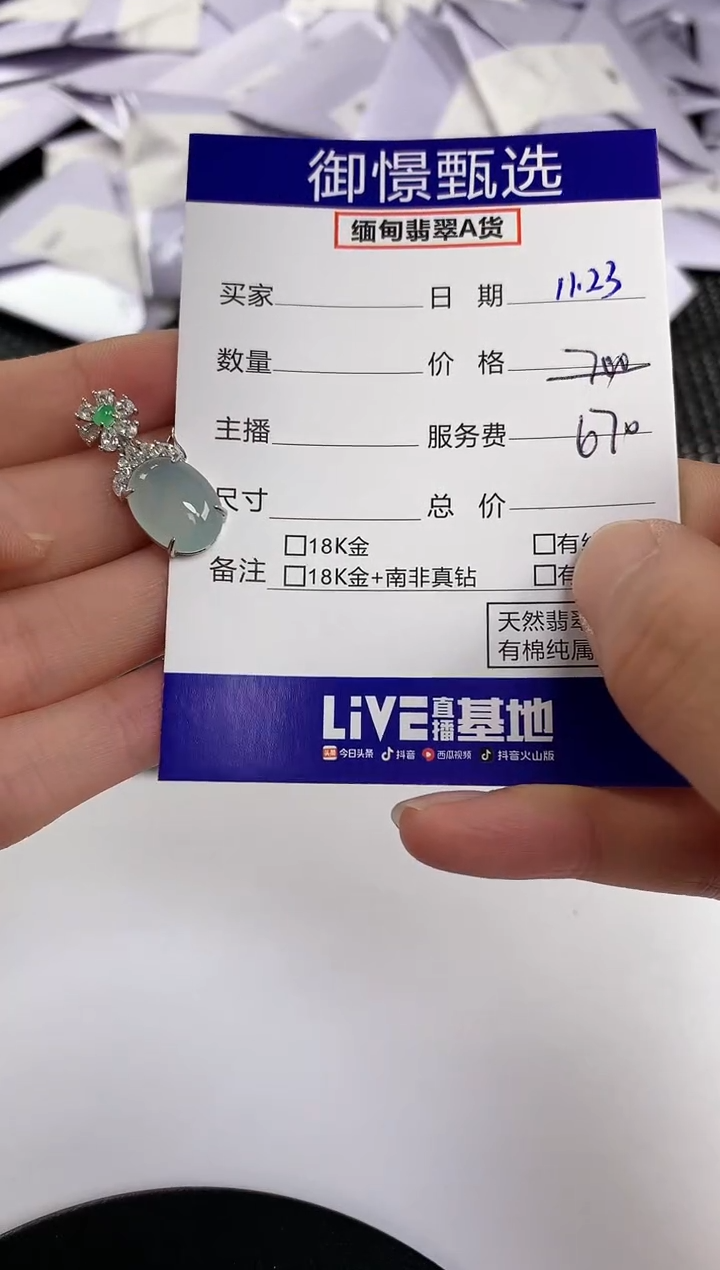 御憬甄选
缅甸翡翠A货
买家 日 期 11.23
数量 价 格 700
主播 服务费 670
尺寸 总 价
备注 □18K金 □有
□18K金+南非真钻 □有
天然翡翠
有棉纯属
LiVE直播基地
头条 今日头条 抖音 西瓜视频 抖音火山版